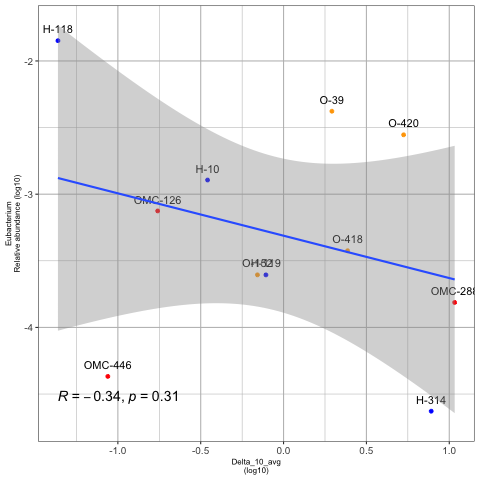 H-118
-2
O-39
O-420
H-10
-3
OMC-126
O-418
OMC-288
-4
OMC-446
R = −0.34, p = 0.31
H-314
-1.0 -0.5 0.0 0.5 1.0
Delta_10_avg
(log10)
Eubacterium
Relative abundance (log10)